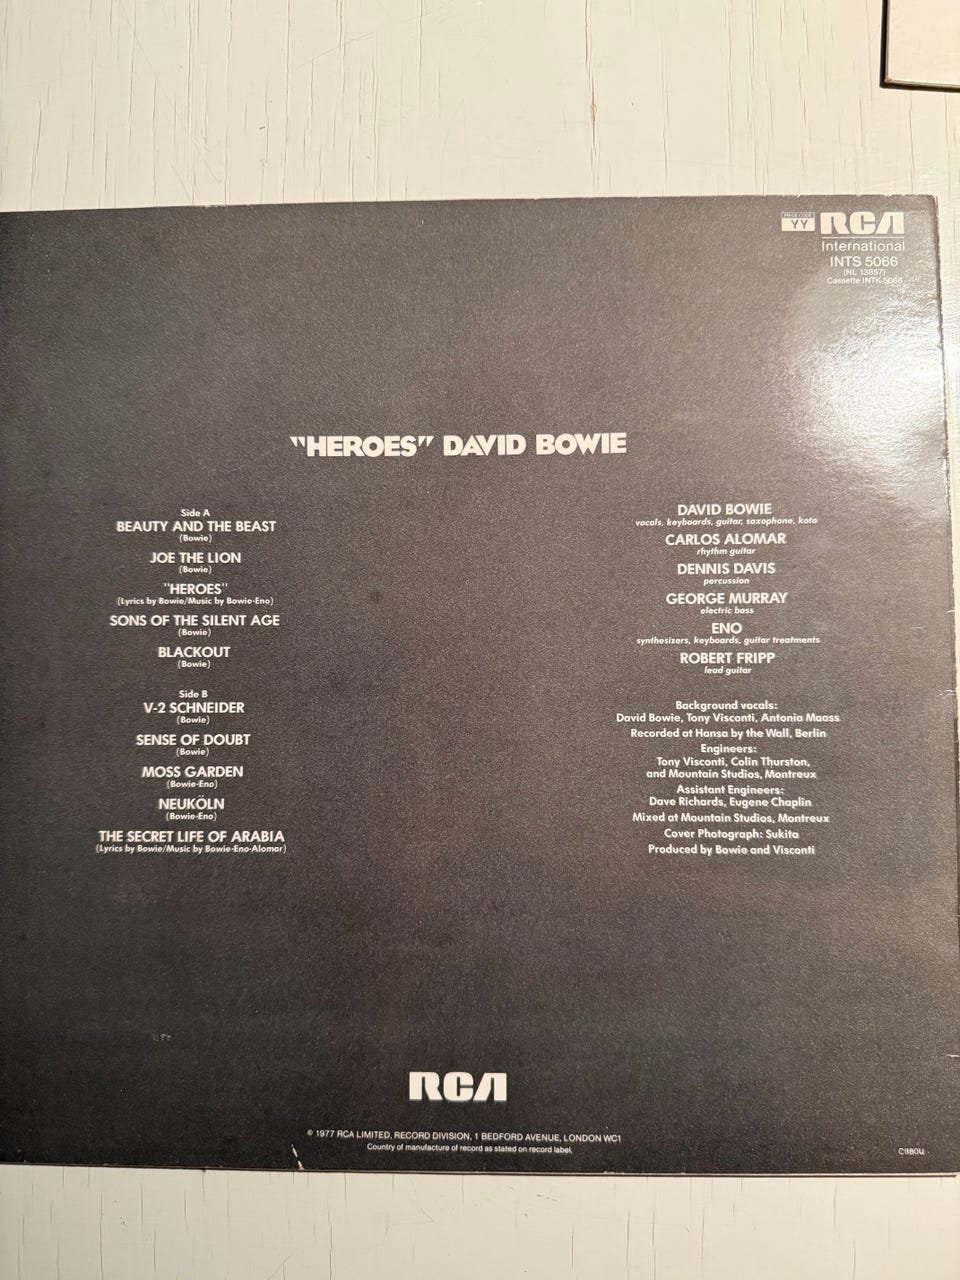 PRICE CODE
YY
RCA
International
INTS 5066
(NL 13857)
Cassette INTK 5066
"HEROES" DAVID BOWIE
Side A
BEAUTY AND THE BEAST
(Bowie)
JOE THE LION
(Bowie)
"HEROES"
(Lyrics by Bowie/Music by Bowie-Eno)
SONS OF THE SILENT AGE
(Bowie)
BLACKOUT
(Bowie)
Side B
V-2 SCHNEIDER
(Bowie)
SENSE OF DOUBT
(Bowie)
MOSS GARDEN
(Bowie-Eno)
NEUKÖLN
(Bowie-Eno)
THE SECRET LIFE OF ARABIA
(Lyrics by Bowie/Music by Bowie-Eno-Alomar)
DAVID BOWIE
vocals, keyboards, guitar, saxophone, koto
CARLOS ALOMAR
rhythm guitar
DENNIS DAVIS
percussion
GEORGE MURRAY
electric bass
ENO
synthesizers, keyboards, guitar treatments
ROBERT FRIPP
lead guitar
Background vocals:
David Bowie, Tony Visconti, Antonia Maass
Recorded at Hansa by the Wall, Berlin
Engineers:
Tony Visconti, Colin Thurston,
and Mountain Studios, Montreux
Assistant Engineers:
Dave Richards, Eugene Chaplin
Mixed at Mountain Studios, Montreux
Cover Photograph: Sukita
Produced by Bowie and Visconti
RCA
© 1977 RCA LIMITED, RECORD DIVISION, 1 BEDFORD AVENUE, LONDON WC1
Country of manufacture of record as stated on record label.